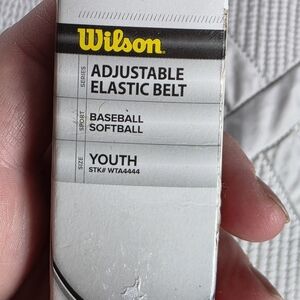 Wilson
SERIES
ADJUSTABLE
ELASTIC BELT
SPORT
BASEBALL
SOFTBALL
SIZE
YOUTH
STK# WTA4444